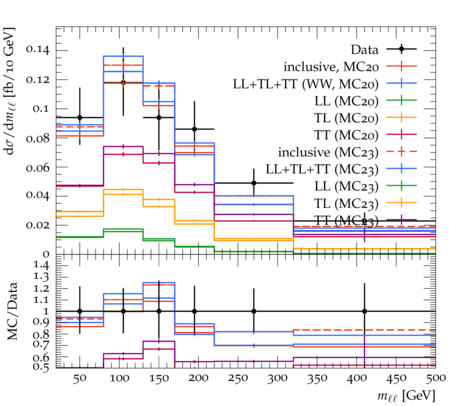 dσ/dmℓℓ [fb/10 GeV]
0.14
0.12
0.1
0.08
0.06
0.04
0.02
0
Data
inclusive, MC20
LL+TL+TT (WW, MC20)
LL (MC20)
TL (MC20)
TT (MC20)
inclusive (MC23)
LL+TL+TT (MC23)
LL (MC23)
TL (MC23)
TT (MC23)
MC/Data
1.4
1.3
1.2
1.1
1
0.9
0.8
0.7
0.6
0.5
50 100 150 200 250 300 350 400 450 500
mℓℓ [GeV]